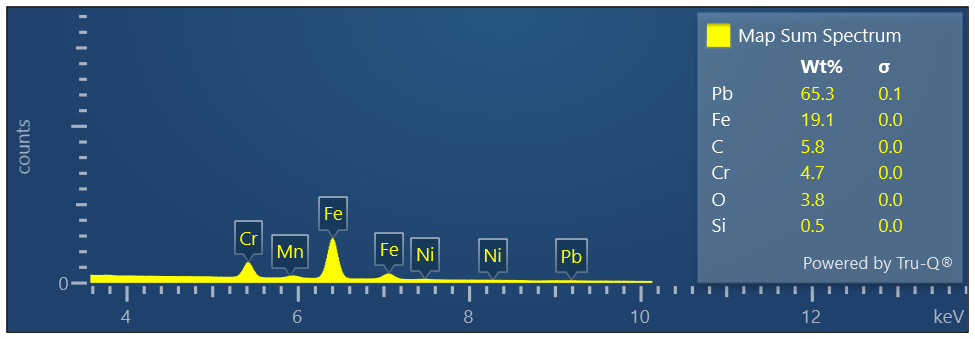 Map Sum Spectrum
Wt% σ
Pb 65.3 0.1
Fe 19.1 0.0
C 5.8 0.0
Cr 4.7 0.0
O 3.8 0.0
Si 0.5 0.0
Powered by Tru-Q®
counts
Cr Mn Fe Fe Ni Ni Pb
0
4 6 8 10 12 keV